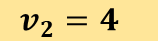 v₂ = 4